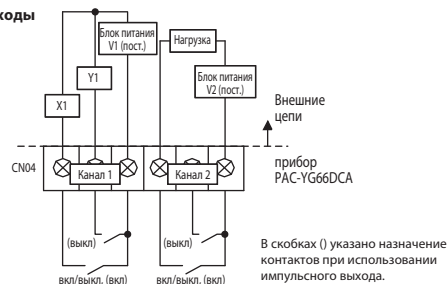 ходы
Блок питания
V1 (пост.)
Нагрузка
Y1
Блок питания
V2 (пост.)
X1
Внешние
цепи
CN04
Канал 1
Канал 2
прибор
PAC-YG66DCA
(выкл)
(выкл)
В скобках () указано назначение
контактов при использовании
импульсного выхода.
вкл/выкл, (вкл)
вкл/выкл, (вкл)